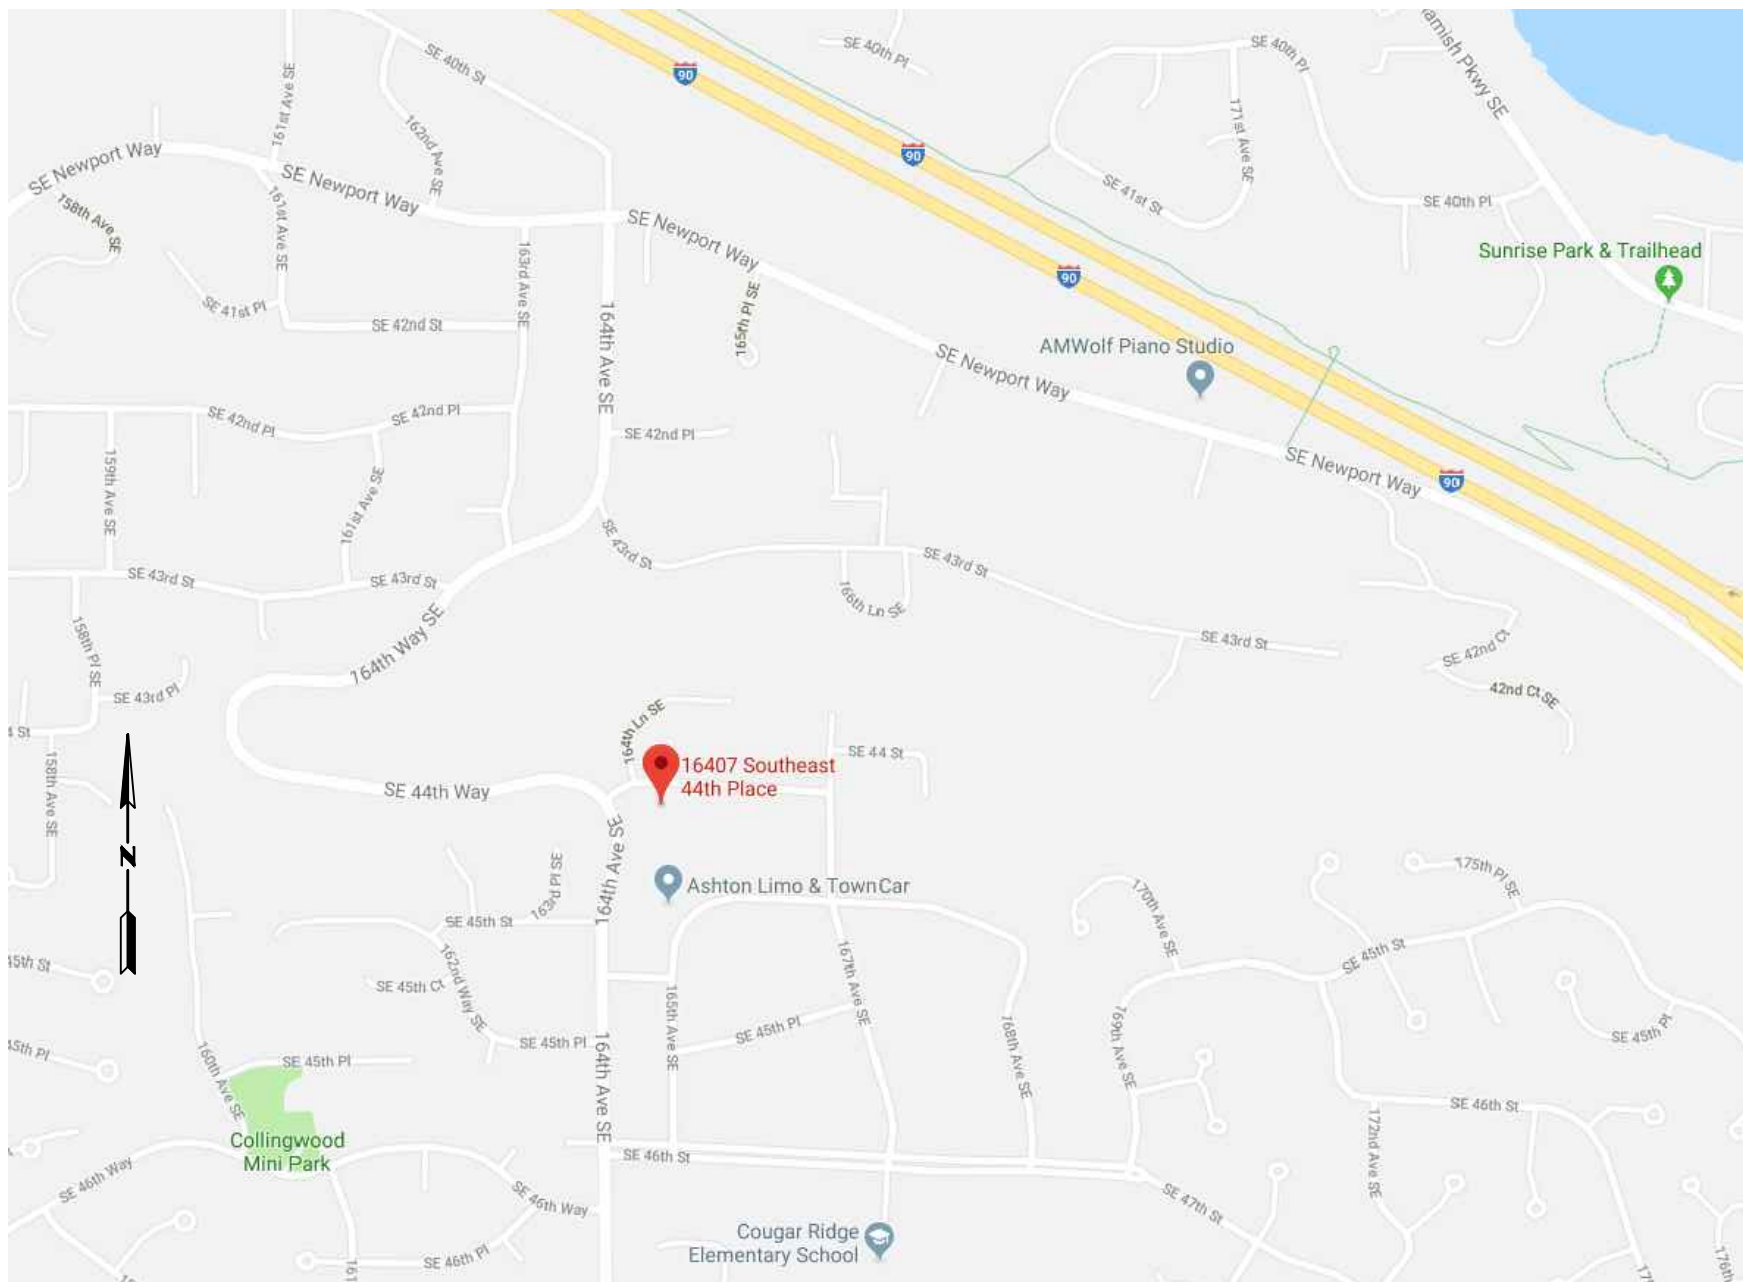 SE 40th St
90
SE 40th Pl
SE 40th Pl
amish Pkwy SE
161st Ave SE
162nd Ave SE
171st Ave SE
90
SE Newport Way
SE Newport Way
158th Ave SE
161st Ave SE
SE 41st St
SE 40th Pl
SE Newport Way
163rd Ave SE
Sunrise Park & Trailhead
90
SE 41st Pl
SE 42nd St
164th Ave SE
165th Pl SE
AMWolf Piano Studio
SE Newport Way
SE 42nd Pl
SE 42nd Pl
SE 42nd Pl
159th Ave SE
161st Ave SE
SE Newport Way
90
SE 43rd St
SE 43rd St
SE 43rd St
SE 43rd St
166th Ln SE
158th Pl SE
164th Way SE
SE 43rd St
SE 42nd Ct
SE 43rd Pl
42nd Ct SE
4 St
164th Ln SE
SE 44 St
16407 Southeast
44th Place
158th Ave SE
SE 44th Way
N
164th Ave SE
163rd Pl SE
Ashton Limo & TownCar
170th Ave SE
175th Pl SE
SE 45th St
45th St
162nd Way SE
SE 45th Ct
167th Ave SE
SE 45th St
165th Ave SE
168th Ave SE
169th Ave SE
SE 45th Pl
SE 45th Pl
SE 45th Pl
45th Pl
160th Ave SE
SE 45th Pl
164th Ave SE
SE 46th St
172nd Ave SE
Collingwood
Mini Park
SE 46th St
SE 46th Way
SE 46th Way
SE 47th St
Cougar Ridge
Elementary School
SE 46th Pl
161
176th